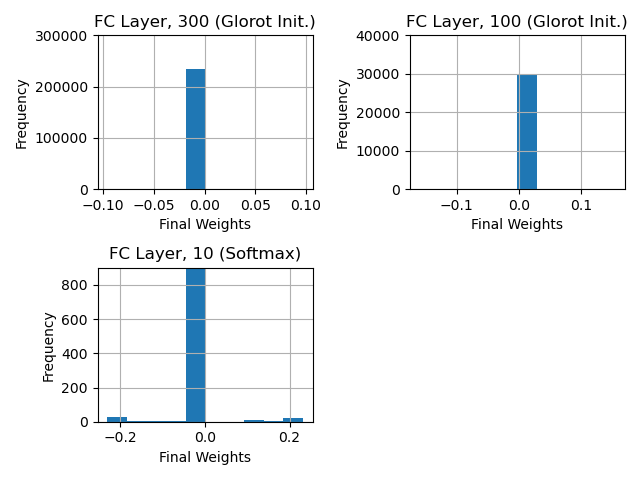 FC Layer, 300 (Glorot Init.)
300000
200000
100000
0
Frequency
−0.10 −0.05 0.00 0.05 0.10
Final Weights
FC Layer, 100 (Glorot Init.)
40000
30000
20000
10000
0
Frequency
−0.1 0.0 0.1
Final Weights
FC Layer, 10 (Softmax)
800
600
400
200
0
Frequency
−0.2 0.0 0.2
Final Weights